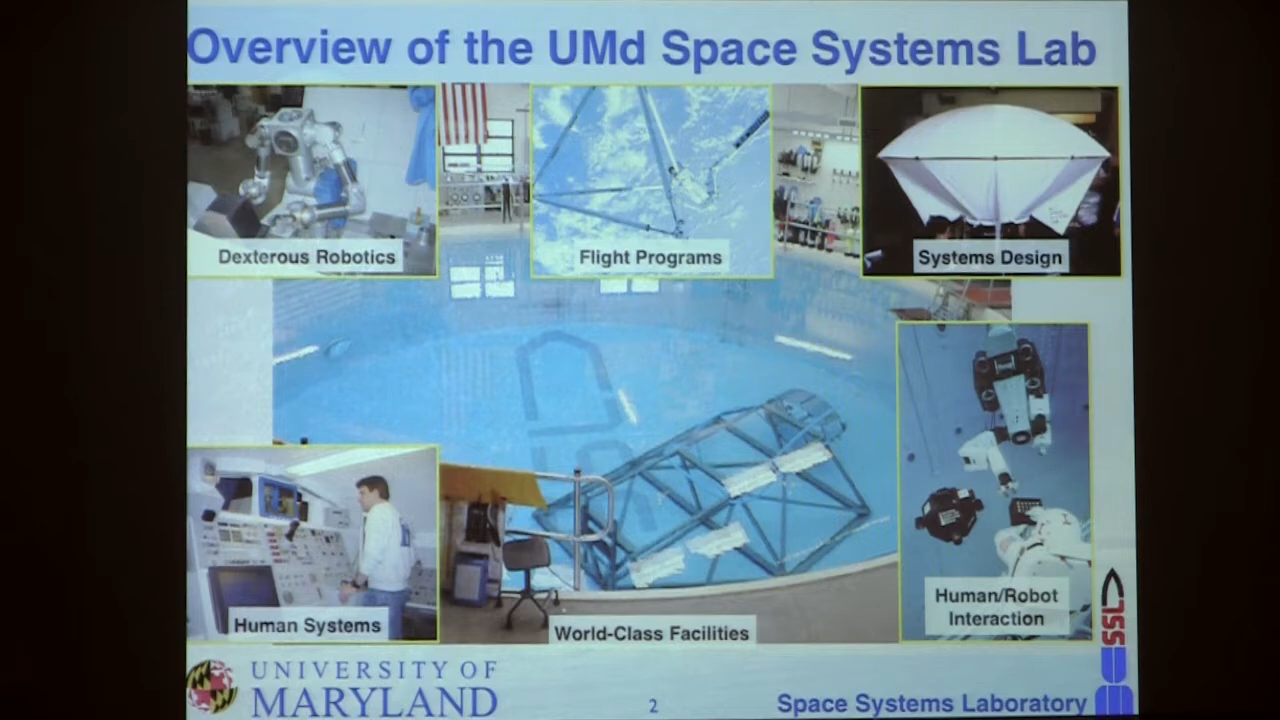 Overview of the UMd Space Systems Lab
Dexterous Robotics
Flight Programs
Systems Design
Human Systems
World-Class Facilities
Human/Robot
Interaction
UNIVERSITY OF
MARYLAND
2
Space Systems Laboratory
SSL